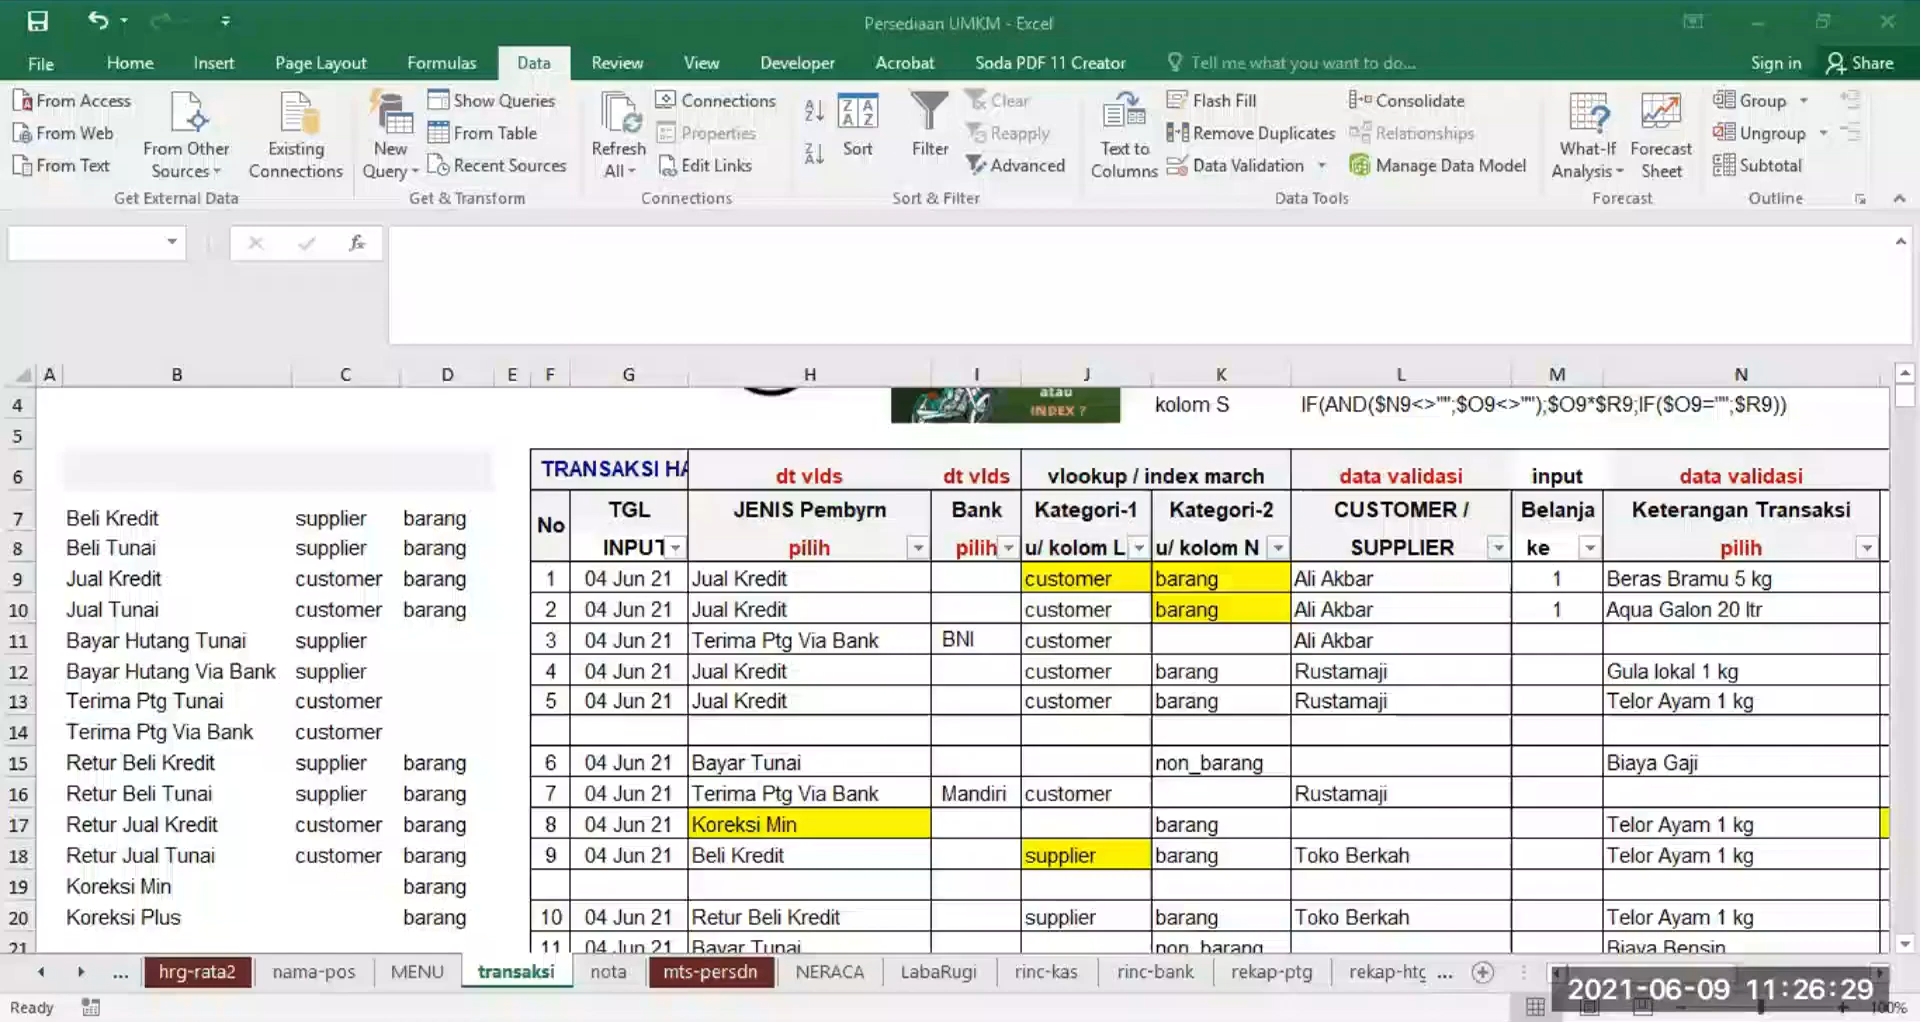 Persediaan UMKM - Excel
File Home Insert Page Layout Formulas Data Review View Developer Acrobat Soda PDF 11 Creator Tell me what you want to do... Sign in Share
From Access
From Web
From Text
From Other Sources
Existing Connections
Get External Data
New Query
Show Queries
From Table
Recent Sources
Get & Transform
Refresh All
Connections
Properties
Edit Links
Connections
Sort
Filter
Clear
Reapply
Advanced
Sort & Filter
Text to Columns
Flash Fill
Remove Duplicates
Data Validation
Consolidate
Relationships
Manage Data Model
Data Tools
What-If Analysis
Forecast Sheet
Forecast
Group
Ungroup
Subtotal
Outline
fx
A B C D E F G H I J K L M N
4 atau INDEX ? kolom S IF(AND($N9<>"";$O9<>"");$O9*$R9;IF($O9="";$R9))
5
6 TRANSAKSI HA dt vlds dt vlds vlookup / index march data validasi input data validasi
7 Beli Kredit supplier barang No TGL JENIS Pembyrn Bank Kategori-1 Kategori-2 CUSTOMER / Belanja Keterangan Transaksi
8 Beli Tunai supplier barang INPUT pilih pilih u/ kolom L u/ kolom N SUPPLIER ke pilih
9 Jual Kredit customer barang 1 04 Jun 21 Jual Kredit customer barang Ali Akbar 1 Beras Bramu 5 kg
10 Jual Tunai customer barang 2 04 Jun 21 Jual Kredit customer barang Ali Akbar 1 Aqua Galon 20 ltr
11 Bayar Hutang Tunai supplier 3 04 Jun 21 Terima Ptg Via Bank BNI customer Ali Akbar
12 Bayar Hutang Via Bank supplier 4 04 Jun 21 Jual Kredit customer barang Rustamaji Gula lokal 1 kg
13 Terima Ptg Tunai customer 5 04 Jun 21 Jual Kredit customer barang Rustamaji Telor Ayam 1 kg
14 Terima Ptg Via Bank customer
15 Retur Beli Kredit supplier barang 6 04 Jun 21 Bayar Tunai non_barang Biaya Gaji
16 Retur Beli Tunai supplier barang 7 04 Jun 21 Terima Ptg Via Bank Mandiri customer Rustamaji
17 Retur Jual Kredit customer barang 8 04 Jun 21 Koreksi Min barang Telor Ayam 1 kg
18 Retur Jual Tunai customer barang 9 04 Jun 21 Beli Kredit supplier barang Toko Berkah Telor Ayam 1 kg
19 Koreksi Min barang
20 Koreksi Plus barang 10 04 Jun 21 Retur Beli Kredit supplier barang Toko Berkah Telor Ayam 1 kg
21 11 04 Jun 21 Bayar Tunai non_barang Biaya Bensin
... hrg-rata2 nama-pos MENU transaksi nota mts-persdn NERACA LabaRugi rinc-kas rinc-bank rekap-ptg rekap-htg ...
2021-06-09 11:26:29
Ready 100%